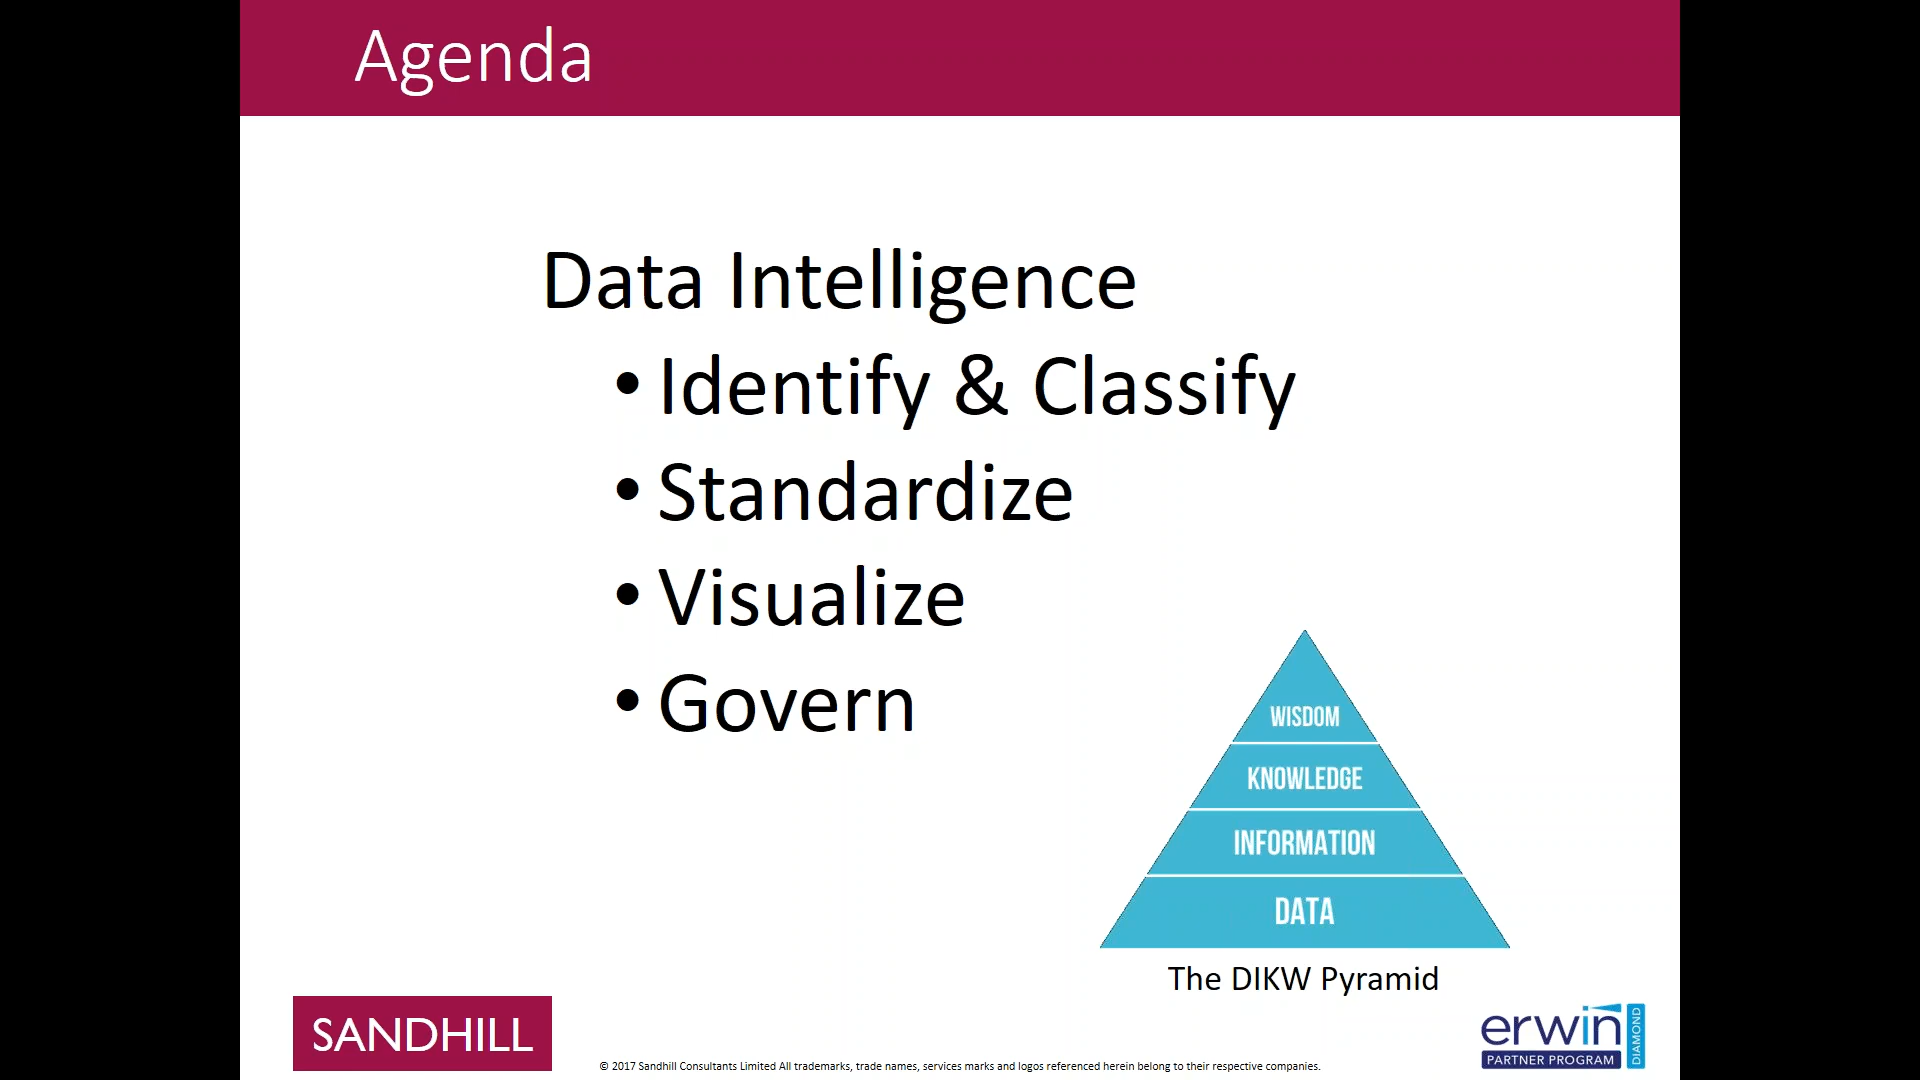 Agenda
Data Intelligence
• Identify & Classify
• Standardize
• Visualize
• Govern
WISDOM
KNOWLEDGE
INFORMATION
DATA
The DIKW Pyramid
SANDHILL
© 2017 Sandhill Consultants Limited All trademarks, trade names, services marks and logos referenced herein belong to their respective companies.
erwin
PARTNER PROGRAM
DIAMOND